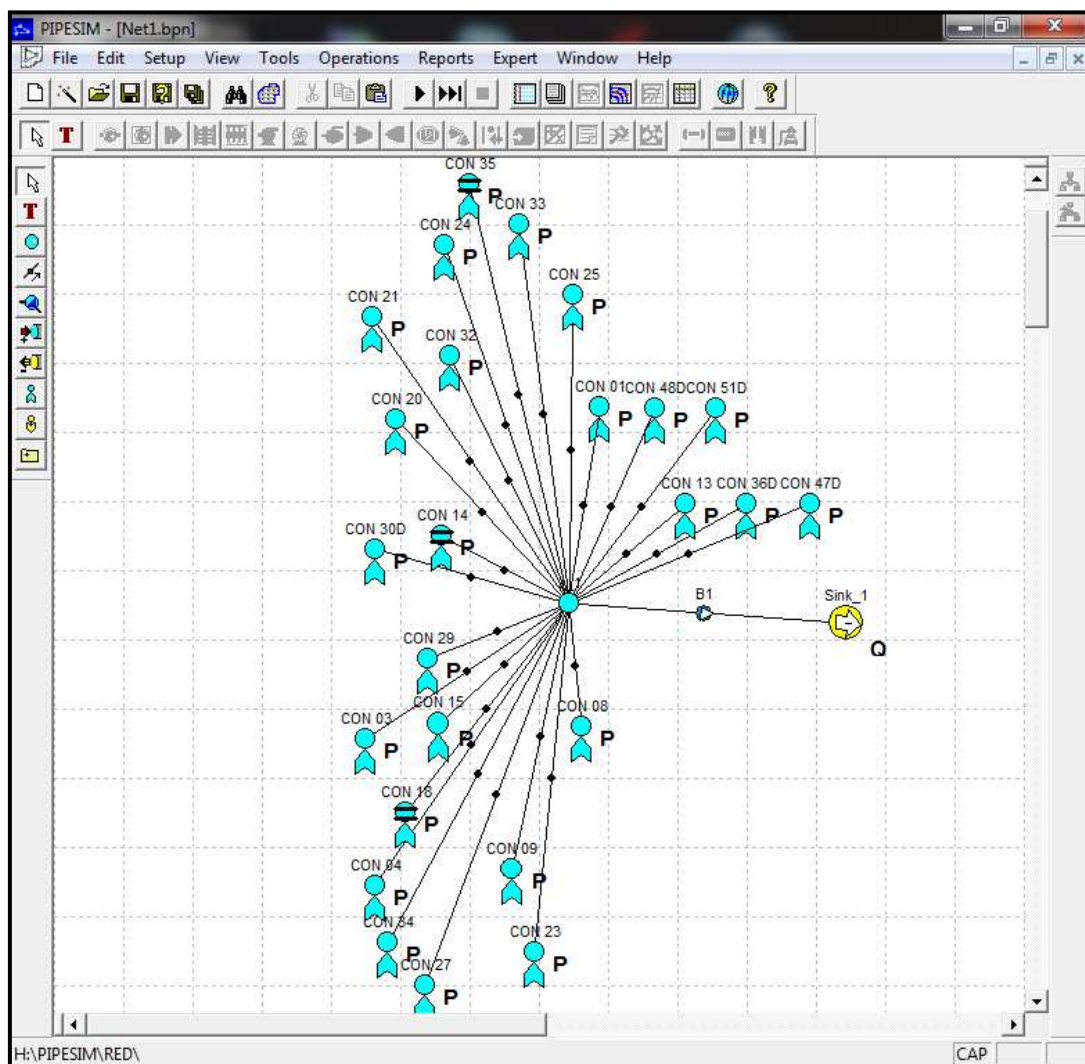 PIPESIM - [Net1.bpn]
File Edit Setup View Tools Operations Reports Expert Window Help
T
T
CON 35
P
CON 33
P
CON 24
P
CON 25
P
CON 21
P
CON 32
P
CON 01
P
CON 48D
P
CON 51D
P
CON 20
P
CON 13
P
CON 36D
P
CON 47D
P
CON 14
P
CON 30D
P
B1
Sink_1
Q
CON 29
P
CON 15
P
CON 03
P
CON 08
P
CON 18
P
CON 09
P
CON 04
P
CON 34
P
CON 23
P
CON 27
P
H:\PIPESIM\RED\
CAP